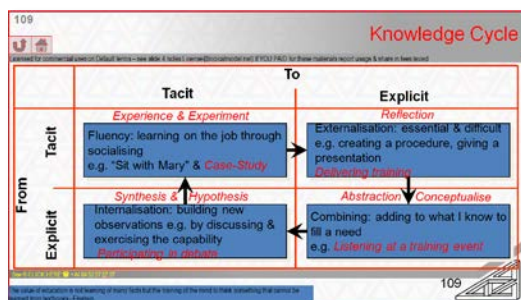 109
Knowledge Cycle
To
Tacit
Explicit
From
Tacit
Explicit
Experience & Experiment
Fluency: learning on the job through
socialising
e.g. "Sit with Mary" & Case-Study
Reflection
Externalisation: essential & difficult
e.g. creating a procedure, giving a
presentation
Delivering training
Synthesis & Hypothesis
Internalisation: building new
observations e.g. by discussing &
exercising the capability
Participating in debate
Abstraction Conceptualise
Combining: adding to what I know to
fill a need
e.g. Listening at a training event
109